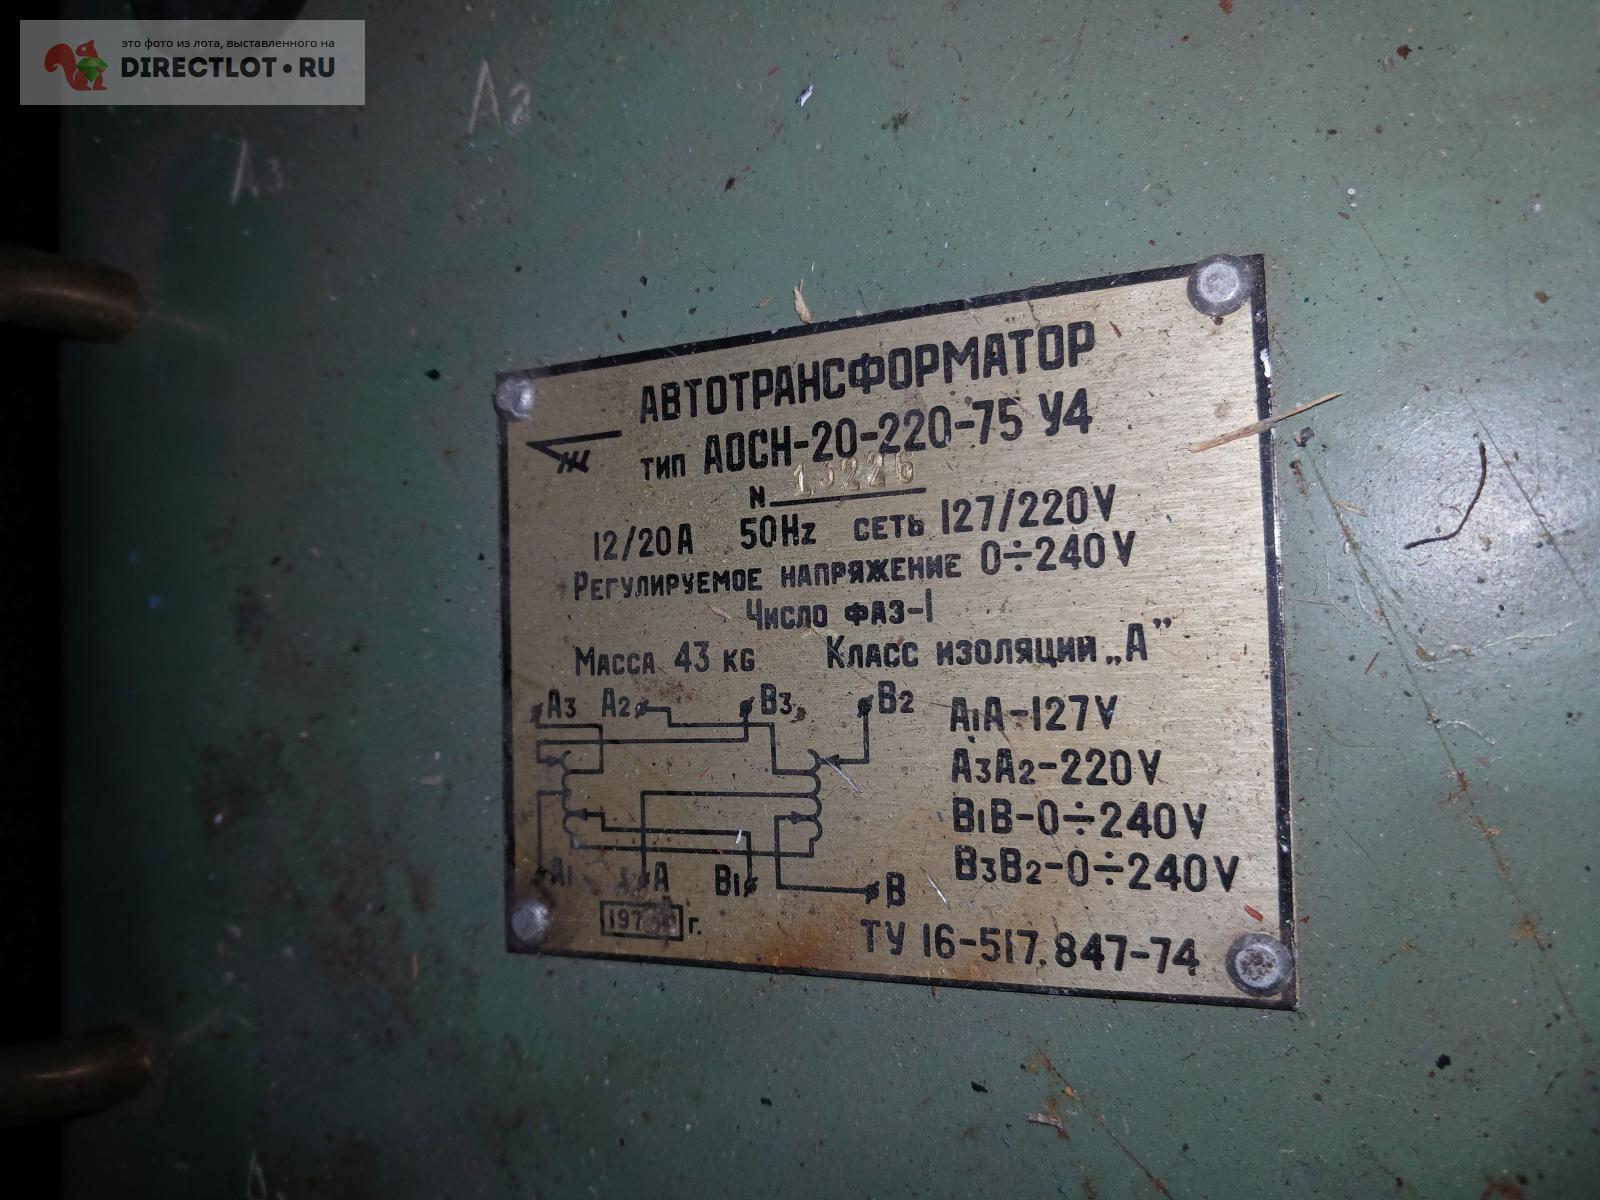 это фото из лота, выставленного на
DIRECTLOT•RU
A2
A3
АВТОТРАНСФОРМАТОР
тип АОСН-20-220-75 У4
N 13226
12/20А 50Hz сеть 127/220V
Регулируемое напряжение 0÷240V
Число фаз-1
Масса 43 кG Класс изоляции „А”
A3 A2 B3 B2
A1A-127V
A3A2-220V
B1B-0÷240V
B3B2-0÷240V
A1 A B1 B
г.
ТУ 16-517.847-74